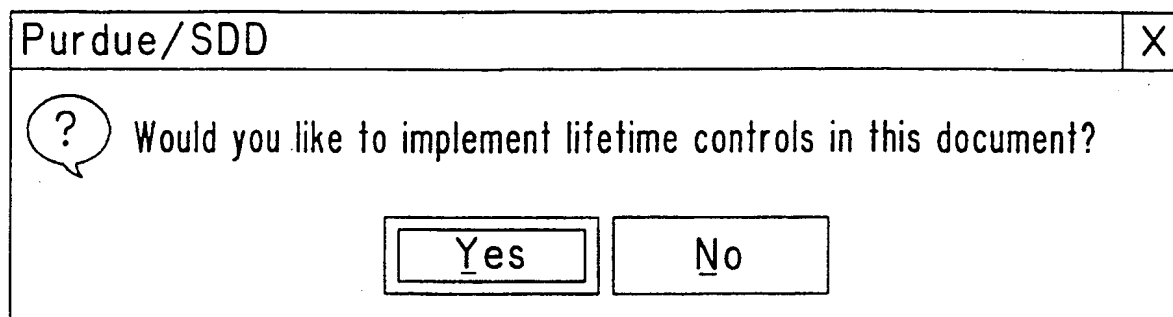 Purdue/SDD X
? Would you like to implement lifetime controls in this document?
Yes No